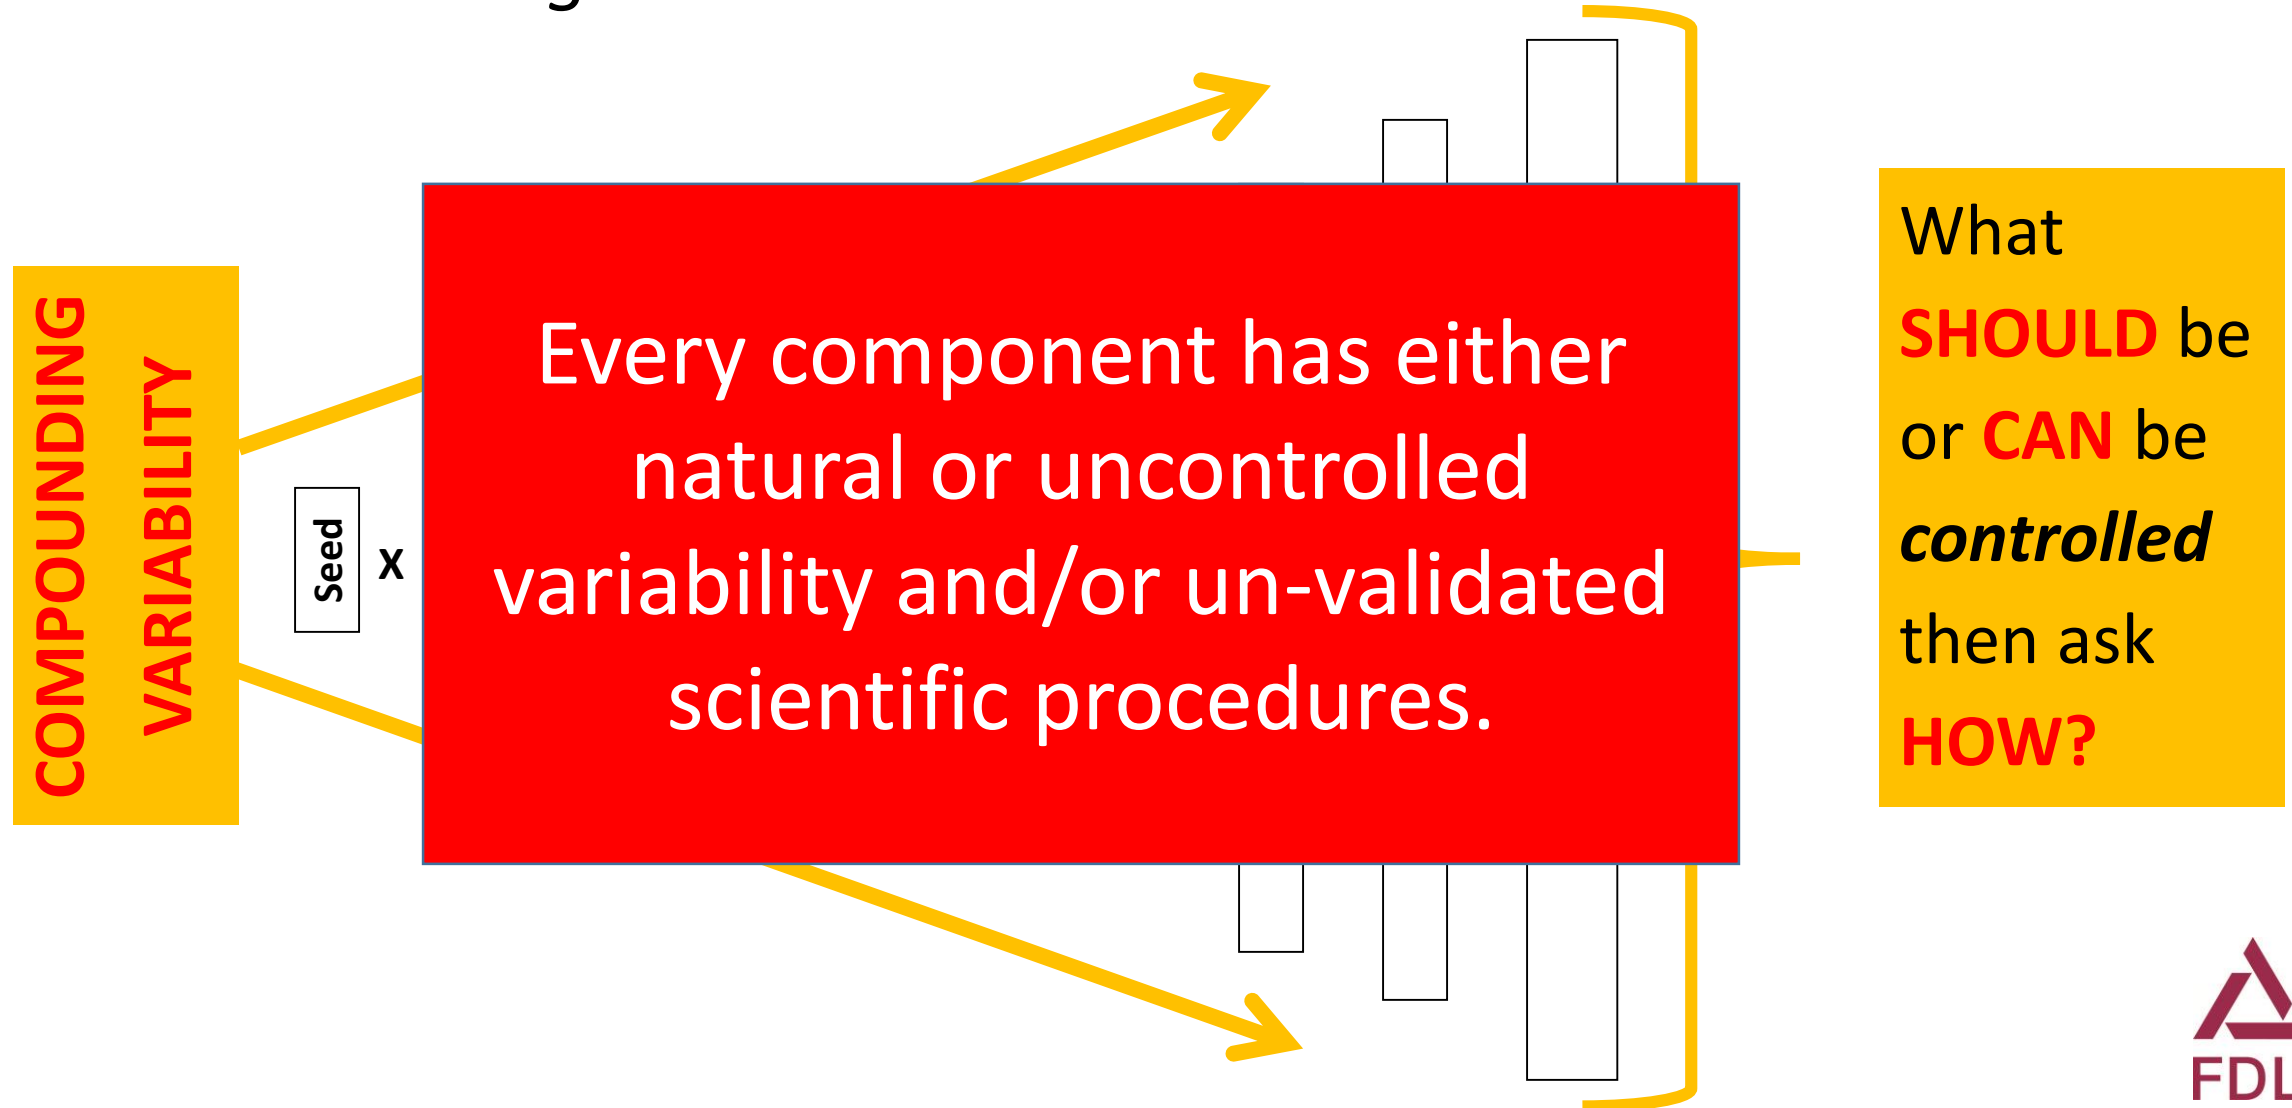 COMPOUNDING
VARIABILITY
Seed
X
Every component has either
natural or uncontrolled
variability and/or un-validated
scientific procedures.
What
SHOULD be
or CAN be
controlled
then ask
HOW?